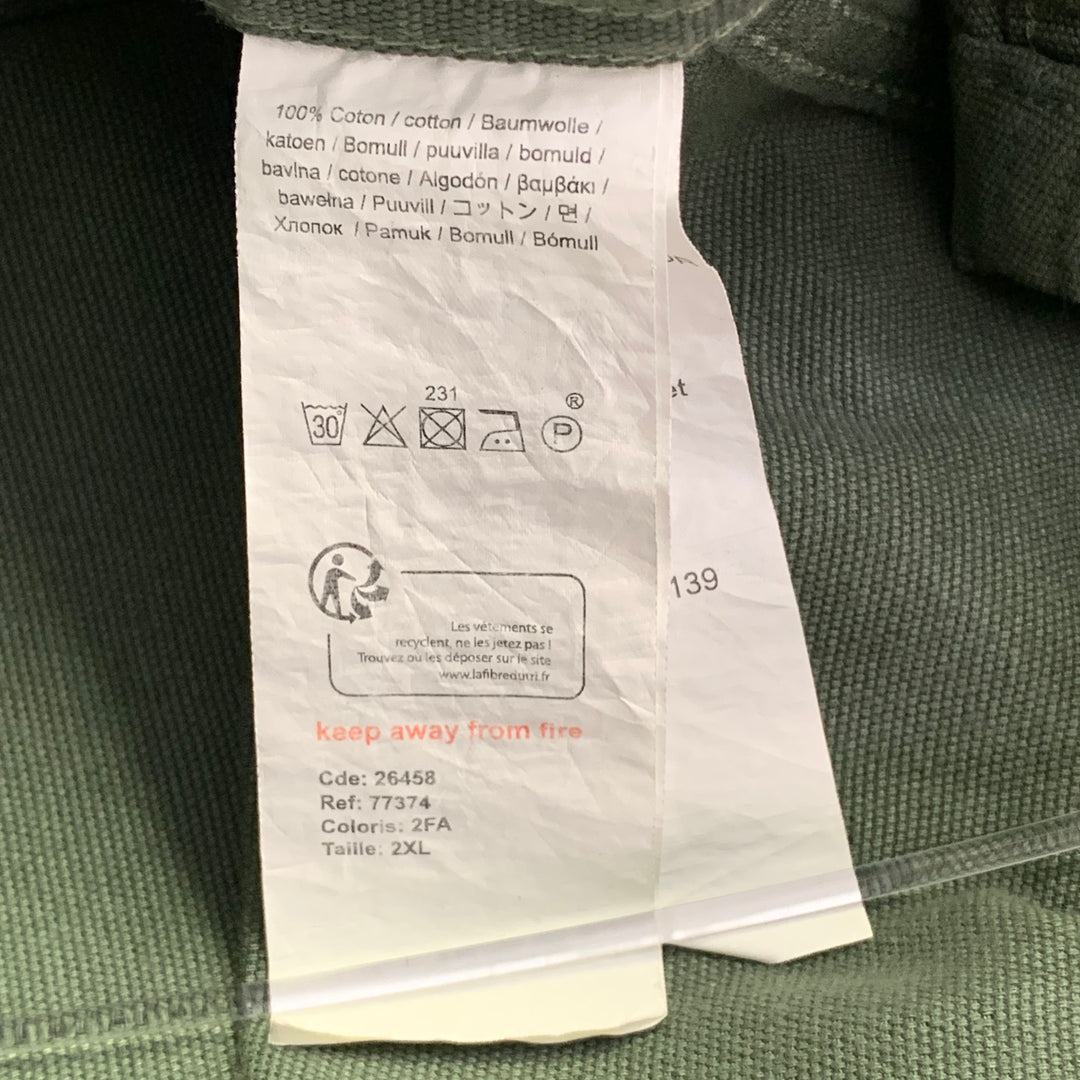 100% Coton / cotton / Baumwolle /
katoen / Bomull / puuvilla / bomuld /
bavlna / cotone / Algodón / βαμβάκι /
bawełna / Puuvill / コットン / 면 /
Хлопок / Pamuk / Bomull / Bómull
231
30°
P
®
Les vêtements se
recyclent, ne les jetez pas !
Trouvez où les déposer sur le site
www.lafibredutri.fr
keep away from fire
Cde: 26458
Ref: 77374
Coloris: 2FA
Taille: 2XL
et
139